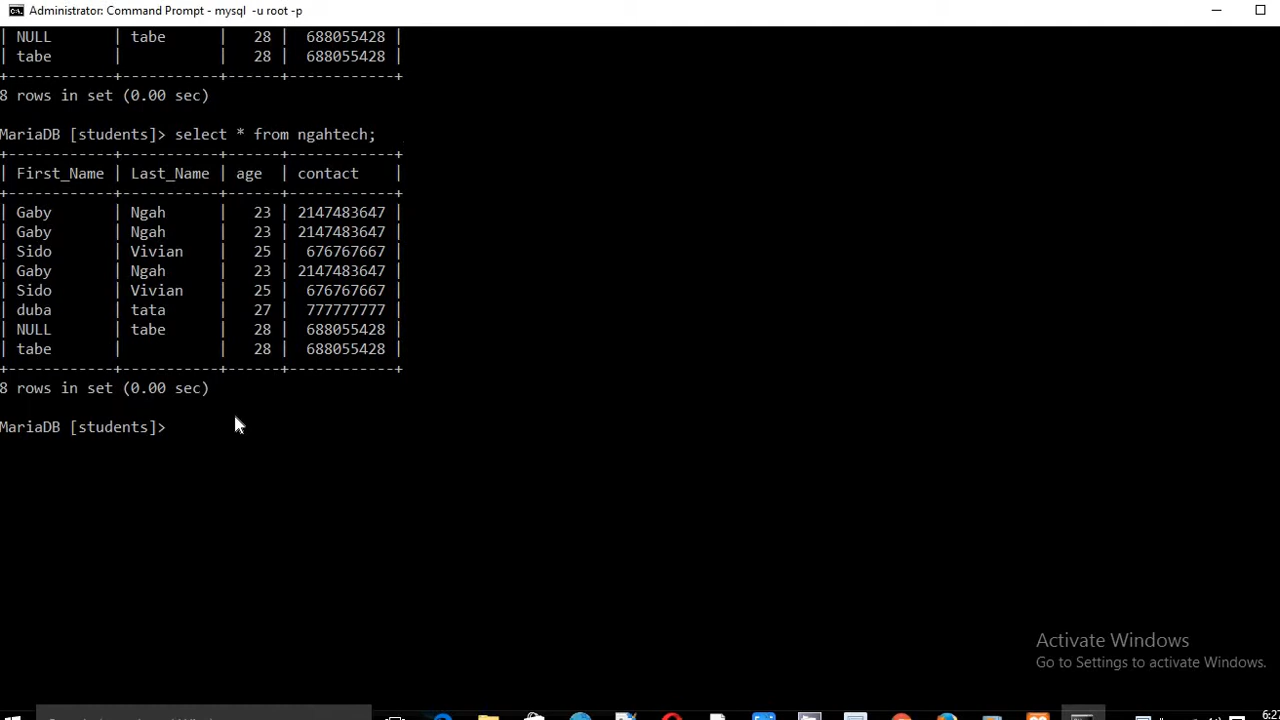 Administrator: Command Prompt - mysql  -u root -p
| NULL       | tabe      |   28 |  688055428 |
| tabe       |           |   28 |  688055428 |
+------------+-----------+------+------------+
8 rows in set (0.00 sec)
MariaDB [students]> select * from ngahtech;
+------------+-----------+------+------------+
| First_Name | Last_Name | age  | contact    |
+------------+-----------+------+------------+
| Gaby       | Ngah      |   23 | 2147483647 |
| Gaby       | Ngah      |   23 | 2147483647 |
| Sido       | Vivian    |   25 |  676767667 |
| Gaby       | Ngah      |   23 | 2147483647 |
| Sido       | Vivian    |   25 |  676767667 |
| duba       | tata      |   27 |  777777777 |
| NULL       | tabe      |   28 |  688055428 |
| tabe       |           |   28 |  688055428 |
+------------+-----------+------+------------+
8 rows in set (0.00 sec)
MariaDB [students]>
Activate Windows
Go to Settings to activate Windows.